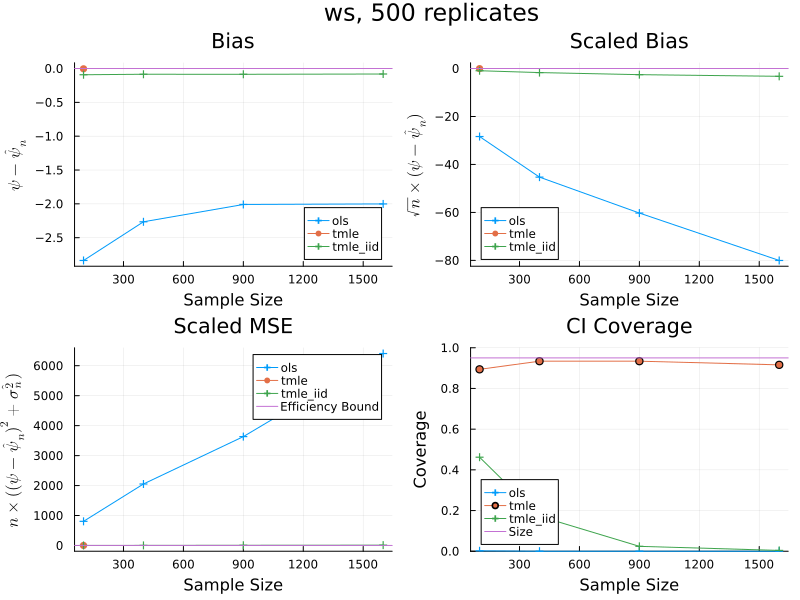 ws, 500 replicates
Bias
ψ − ψ̂ₙ
0.0
−0.5
−1.0
−1.5
−2.0
−2.5
300 600 900 1200 1500
Sample Size
ols
tmle
tmle_iid
Scaled Bias
√n × (ψ − ψ̂ₙ)
0
−20
−40
−60
−80
300 600 900 1200 1500
Sample Size
ols
tmle
tmle_iid
Scaled MSE
n × ((ψ − ψ̂ₙ)² + σ̂²ₙ)
6000
5000
4000
3000
2000
1000
0
300 600 900 1200 1500
Sample Size
ols
tmle
tmle_iid
Efficiency Bound
CI Coverage
Coverage
1.0
0.8
0.6
0.4
0.2
0.0
300 600 900 1200 1500
Sample Size
ols
tmle
tmle_iid
Size